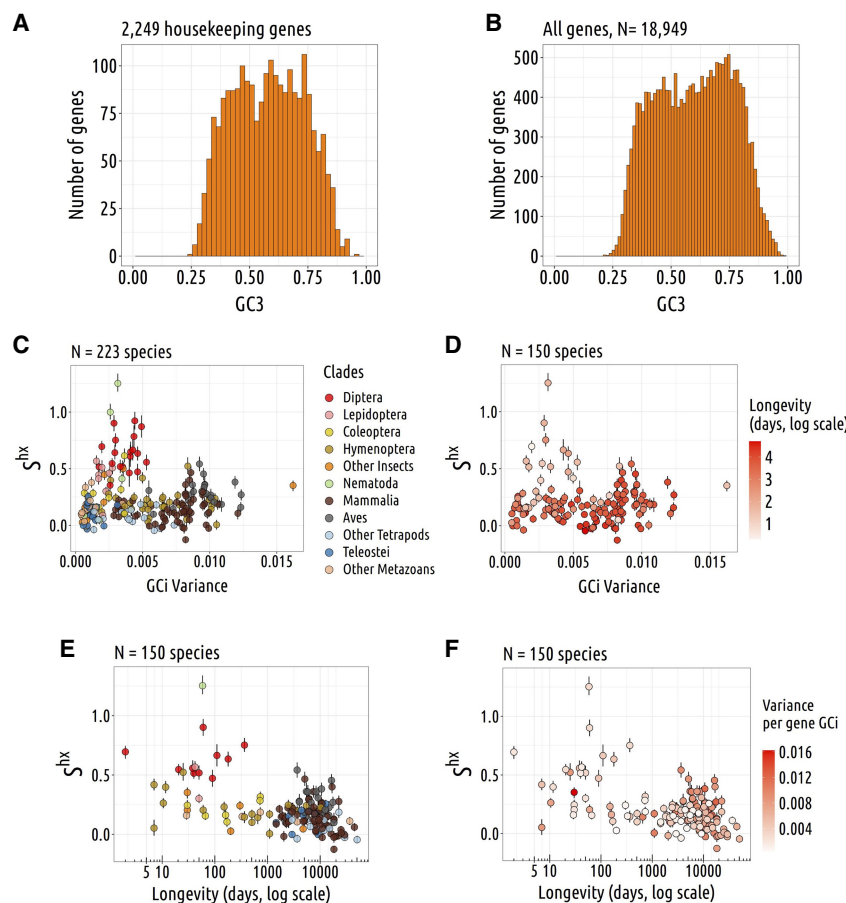 A
2,249 housekeeping genes
Number of genes
100
75
50
25
0
0.00 0.25 0.50 0.75 1.00
GC3
B
All genes, N= 18,949
Number of genes
500
400
300
200
100
0
0.00 0.25 0.50 0.75 1.00
GC3
C
N = 223 species
S^hx
1.0
0.5
0.0
0.000 0.005 0.010 0.015
GCi Variance
Clades
Diptera
Lepidoptera
Coleoptera
Hymenoptera
Other Insects
Nematoda
Mammalia
Aves
Other Tetrapods
Teleostei
Other Metazoans
D
N = 150 species
S^hx
1.0
0.5
0.0
0.000 0.005 0.010 0.015
GCi Variance
Longevity
(days, log scale)
4
3
2
1
E
N = 150 species
S^hx
1.0
0.5
0.0
5 10 100 1000 10000
Longevity (days, log scale)
F
N = 150 species
S^hx
1.0
0.5
0.0
5 10 100 1000 10000
Longevity (days, log scale)
Variance
per gene GCi
0.016
0.012
0.008
0.004